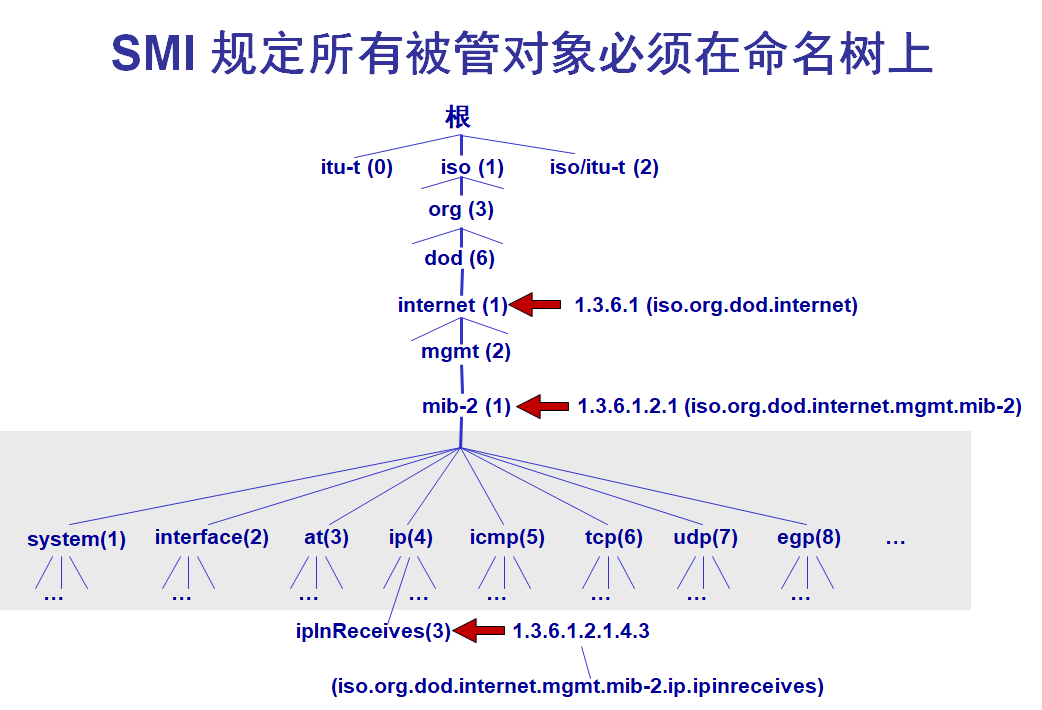 SMI 规定所有被管对象必须在命名树上
根
itu-t (0) iso (1) iso/itu-t (2)
org (3)
dod (6)
internet (1) 1.3.6.1 (iso.org.dod.internet)
mgmt (2)
mib-2 (1) 1.3.6.1.2.1 (iso.org.dod.internet.mgmt.mib-2)
system(1) interface(2) at(3) ip(4) icmp(5) tcp(6) udp(7) egp(8) …
… … … … … … … …
ipInReceives(3) 1.3.6.1.2.1.4.3
(iso.org.dod.internet.mgmt.mib-2.ip.ipinreceives)